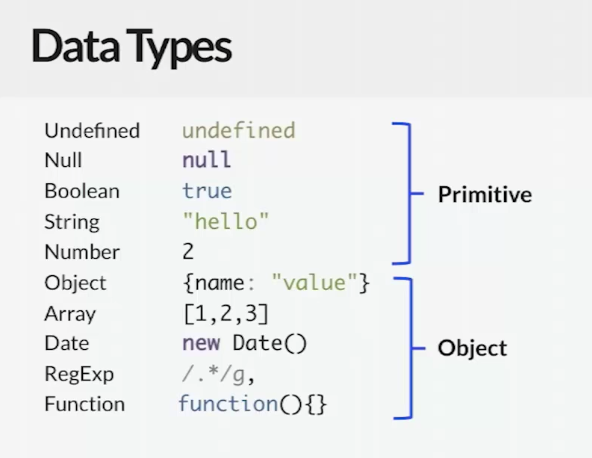 Data Types
Undefined undefined
Null null
Boolean true
String "hello"
Number 2
Primitive
Object {name: "value"}
Array [1,2,3]
Date new Date()
RegExp /.*/g,
Function function(){}
Object